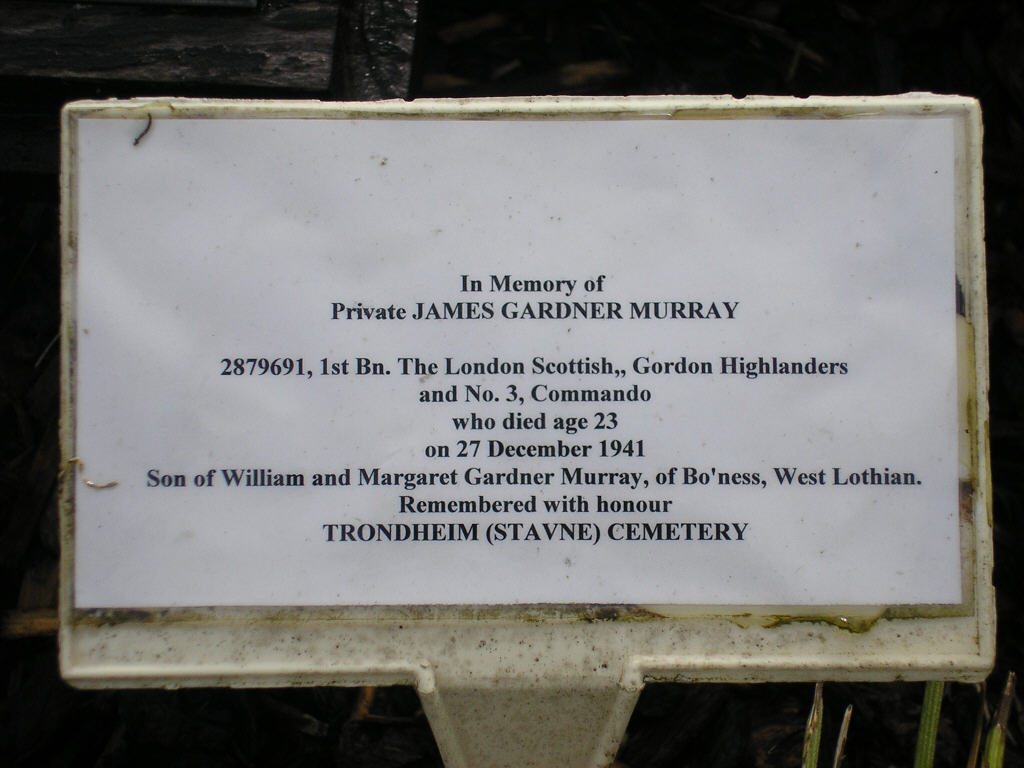 In Memory of
Private JAMES GARDNER MURRAY
2879691, 1st Bn. The London Scottish,, Gordon Highlanders
and No. 3, Commando
who died age 23
on 27 December 1941
Son of William and Margaret Gardner Murray, of Bo'ness, West Lothian.
Remembered with honour
TRONDHEIM (STAVNE) CEMETERY